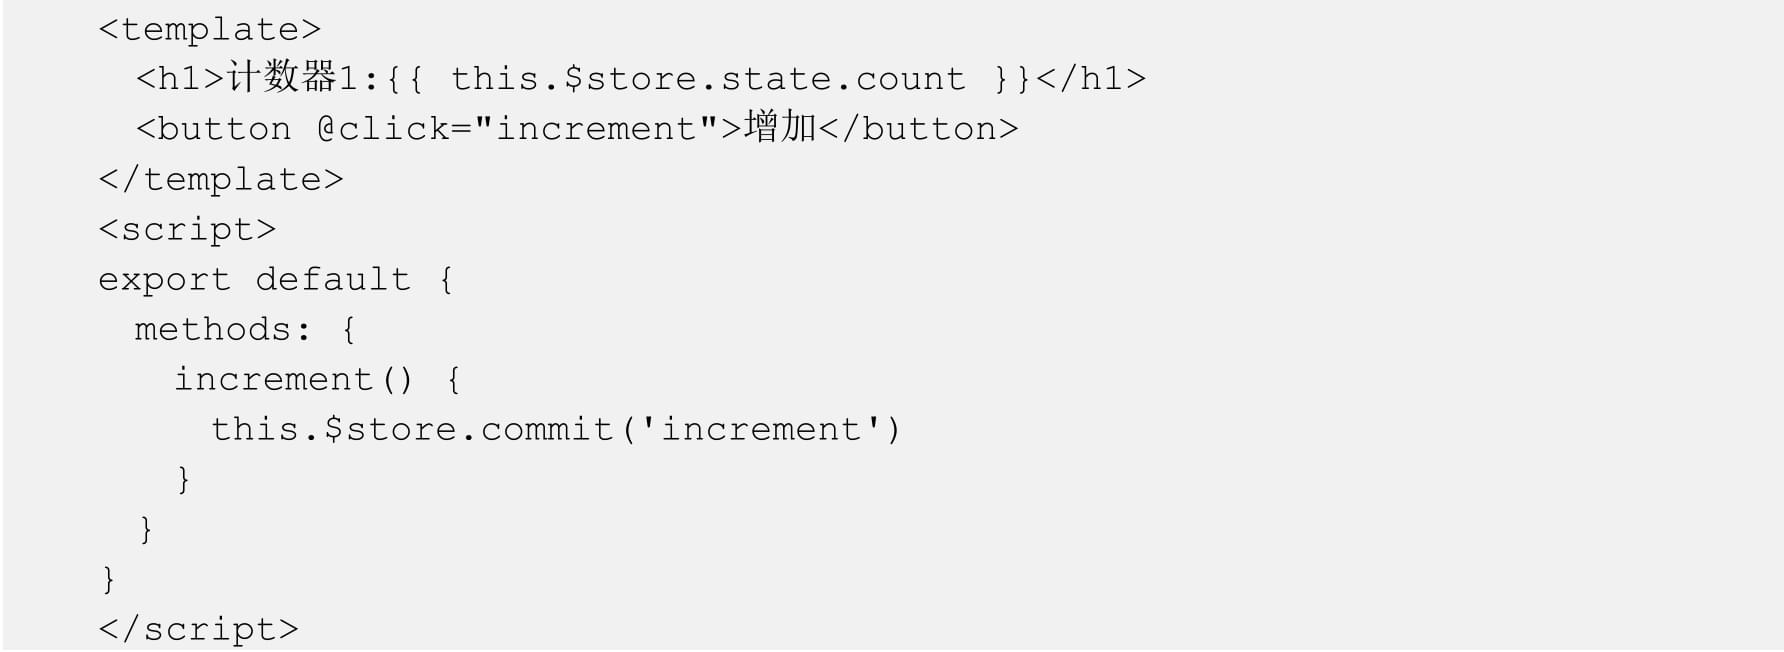 <template>
  <h1>计数器1:{{ this.$store.state.count }}</h1>
  <button @click="increment">增加</button>
</template>
<script>
export default {
  methods: {
    increment() {
      this.$store.commit('increment')
    }
  }
}
</script>